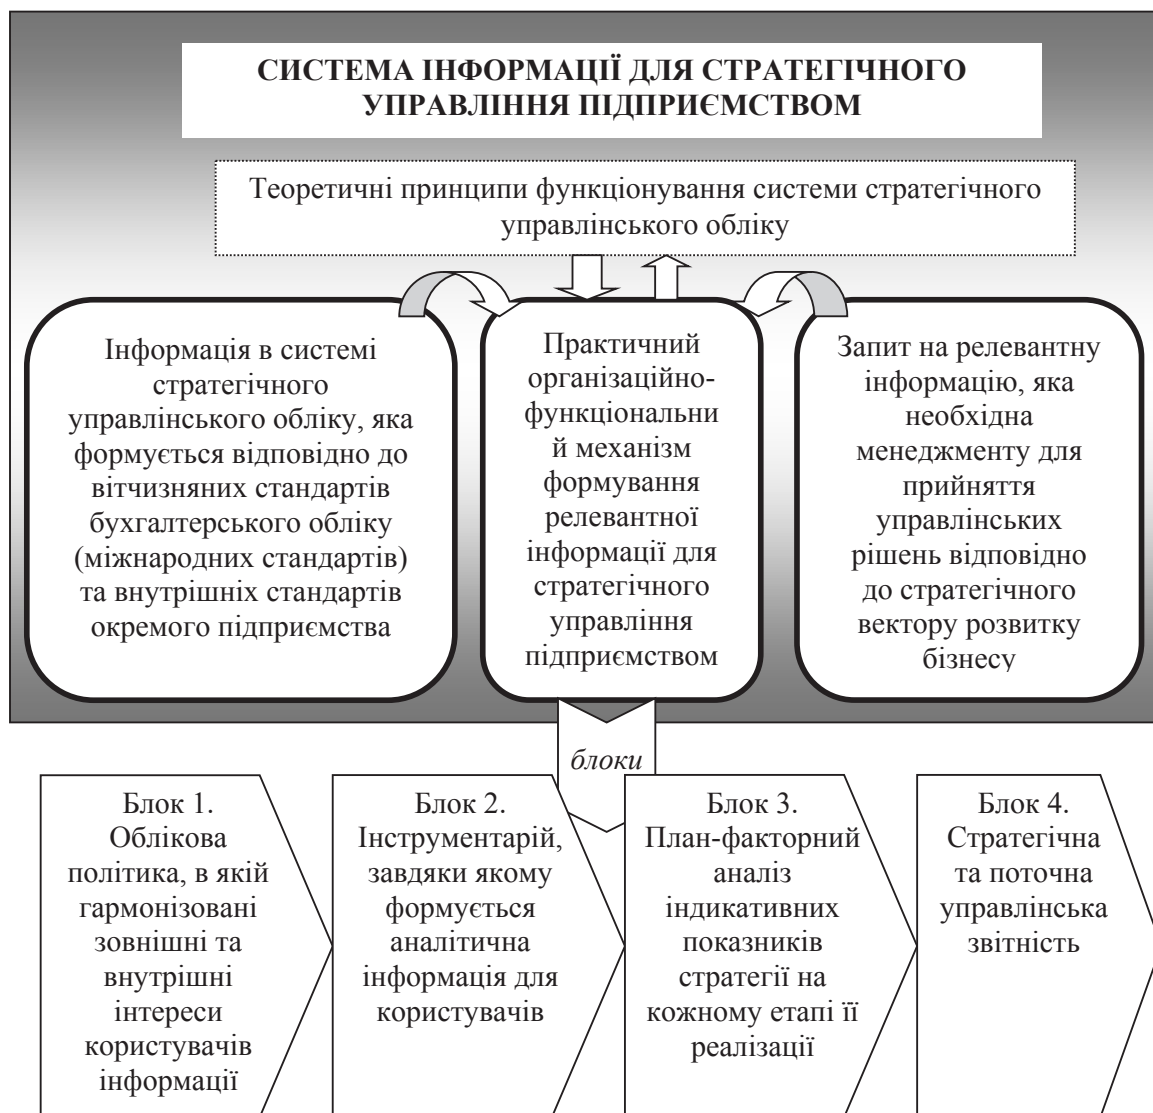 СИСТЕМА ІНФОРМАЦІЇ ДЛЯ СТРАТЕГІЧНОГО
УПРАВЛІННЯ ПІДПРИЄМСТВОМ
Теоретичні принципи функціонування системи стратегічного
управлінського обліку
Інформація в системі
стратегічного
управлінського обліку, яка
формується відповідно до
вітчизняних стандартів
бухгалтерського обліку
(міжнародних стандартів)
та внутрішніх стандартів
окремого підприємства
Практичний
організаційно-
функціональни
й механізм
формування
релевантної
інформації для
стратегічного
управління
підприємством
Запит на релевантну
інформацію, яка
необхідна
менеджменту для
прийняття
управлінських
рішень відповідно
до стратегічного
вектору розвитку
бізнесу
блоки
Блок 1.
Облікова
політика, в якій
гармонізовані
зовнішні та
внутрішні
інтереси
користувачів
інформації
Блок 2.
Інструментарій,
завдяки якому
формується
аналітична
інформація для
користувачів
Блок 3.
План-факторний
аналіз
індикативних
показників
стратегії на
кожному етапі її
реалізації
Блок 4.
Стратегічна
та поточна
управлінська
звітність